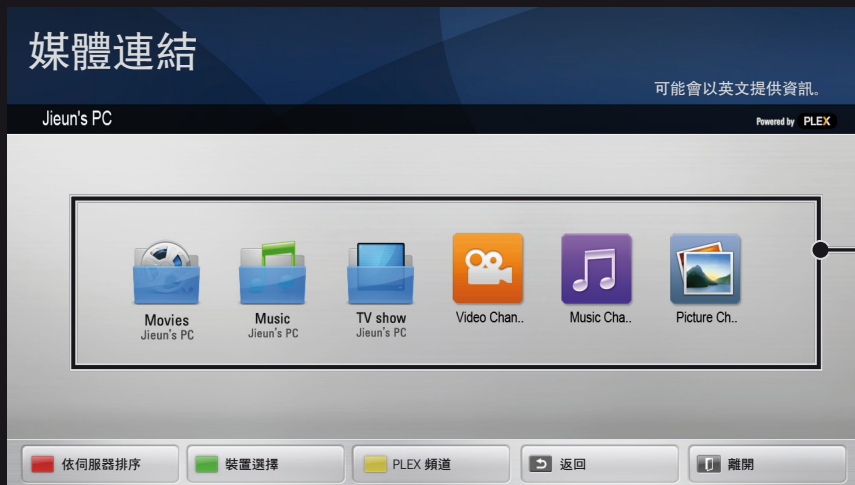 媒體連結
可能會以英文提供資訊。
Jieun's PC
Powered by PLEX
Movies
Jieun's PC
Music
Jieun's PC
TV show
Jieun's PC
Video Chan..
Music Cha..
Picture Ch..
依伺服器排序
裝置選擇
PLEX 頻道
返回
離開